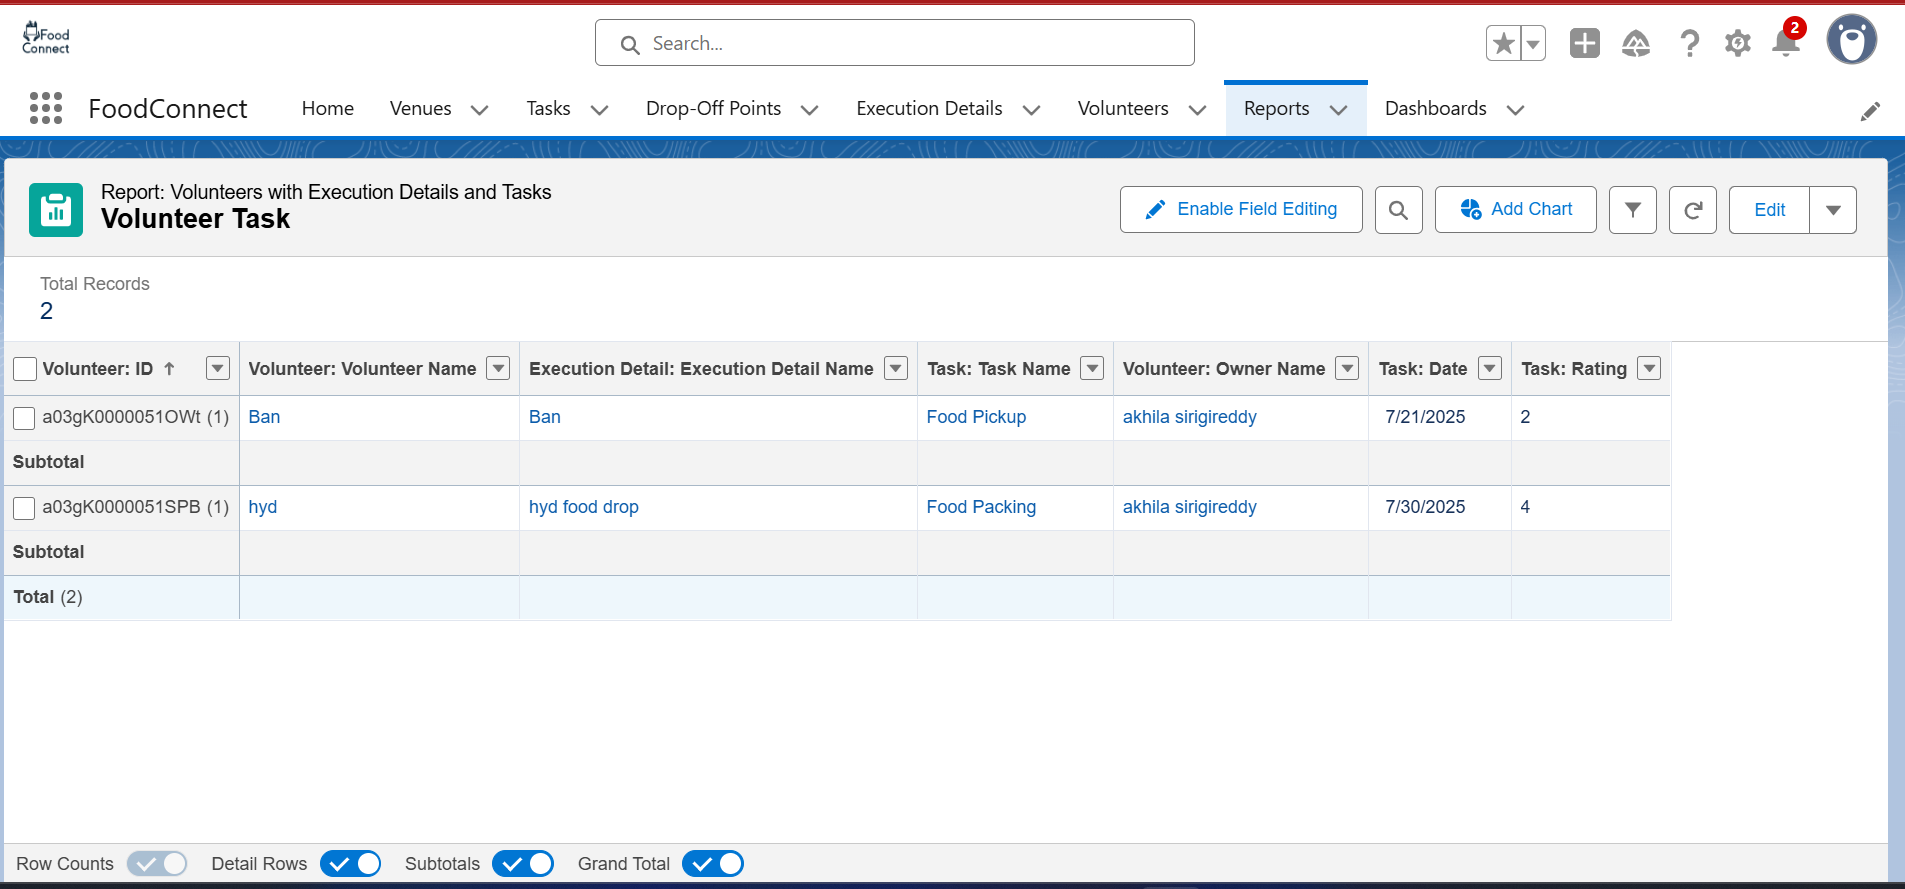 Food
Connect
Search...
2
FoodConnect
Home
Venues
Tasks
Drop-Off Points
Execution Details
Volunteers
Reports
Dashboards
Report: Volunteers with Execution Details and Tasks
Volunteer Task
Enable Field Editing
Add Chart
Edit
Total Records
2
Volunteer: ID ↑ Volunteer: Volunteer Name Execution Detail: Execution Detail Name Task: Task Name Volunteer: Owner Name Task: Date Task: Rating
a03gK0000051OWt (1) Ban Ban Food Pickup akhila sirigireddy 7/21/2025 2
Subtotal
a03gK0000051SPB (1) hyd hyd food drop Food Packing akhila sirigireddy 7/30/2025 4
Subtotal
Total (2)
Row Counts Detail Rows Subtotals Grand Total